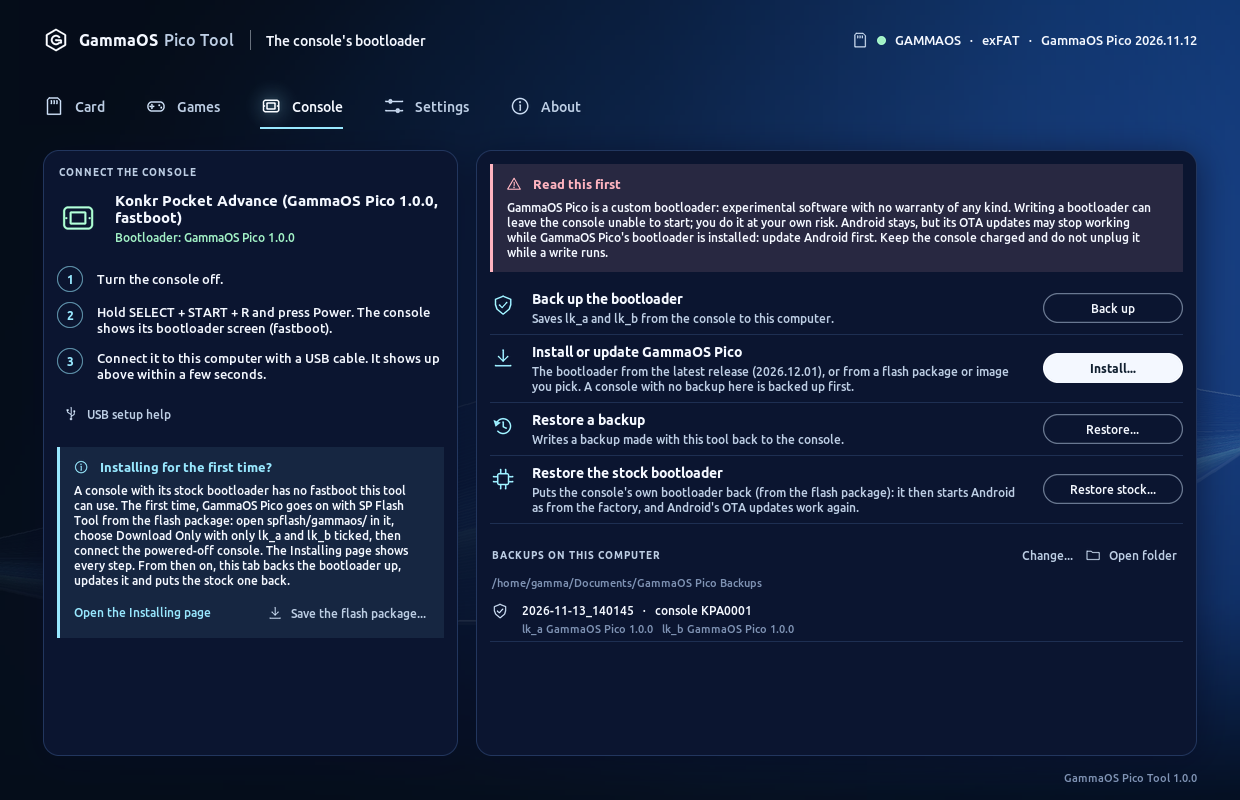 GammaOS Pico Tool
The console's bootloader
GAMMAOS · exFAT · GammaOS Pico 2026.11.12
Card
Games
Console
Settings
About
CONNECT THE CONSOLE
Konkr Pocket Advance (GammaOS Pico 1.0.0,
fastboot)
Bootloader: GammaOS Pico 1.0.0
1 Turn the console off.
2 Hold SELECT + START + R and press Power. The console
shows its bootloader screen (fastboot).
3 Connect it to this computer with a USB cable. It shows up
above within a few seconds.
USB setup help
Installing for the first time?
A console with its stock bootloader has no fastboot this tool
can use. The first time, GammaOS Pico goes on with SP Flash
Tool from the flash package: open spflash/gammaos/ in it,
choose Download Only with only lk_a and lk_b ticked, then
connect the powered-off console. The Installing page shows
every step. From then on, this tab backs the bootloader up,
updates it and puts the stock one back.
Open the Installing page
Save the flash package...
Read this first
GammaOS Pico is a custom bootloader: experimental software with no warranty of any kind. Writing a bootloader can
leave the console unable to start; you do it at your own risk. Android stays, but its OTA updates may stop working
while GammaOS Pico's bootloader is installed: update Android first. Keep the console charged and do not unplug it
while a write runs.
Back up the bootloader
Saves lk_a and lk_b from the console to this computer.
Back up
Install or update GammaOS Pico
The bootloader from the latest release (2026.12.01), or from a flash package or image
you pick. A console with no backup here is backed up first.
Install...
Restore a backup
Writes a backup made with this tool back to the console.
Restore...
Restore the stock bootloader
Puts the console's own bootloader back (from the flash package): it then starts Android
as from the factory, and Android's OTA updates work again.
Restore stock...
BACKUPS ON THIS COMPUTER
Change...
Open folder
/home/gamma/Documents/GammaOS Pico Backups
2026-11-13_140145 · console KPA0001
lk_a GammaOS Pico 1.0.0 lk_b GammaOS Pico 1.0.0
GammaOS Pico Tool 1.0.0